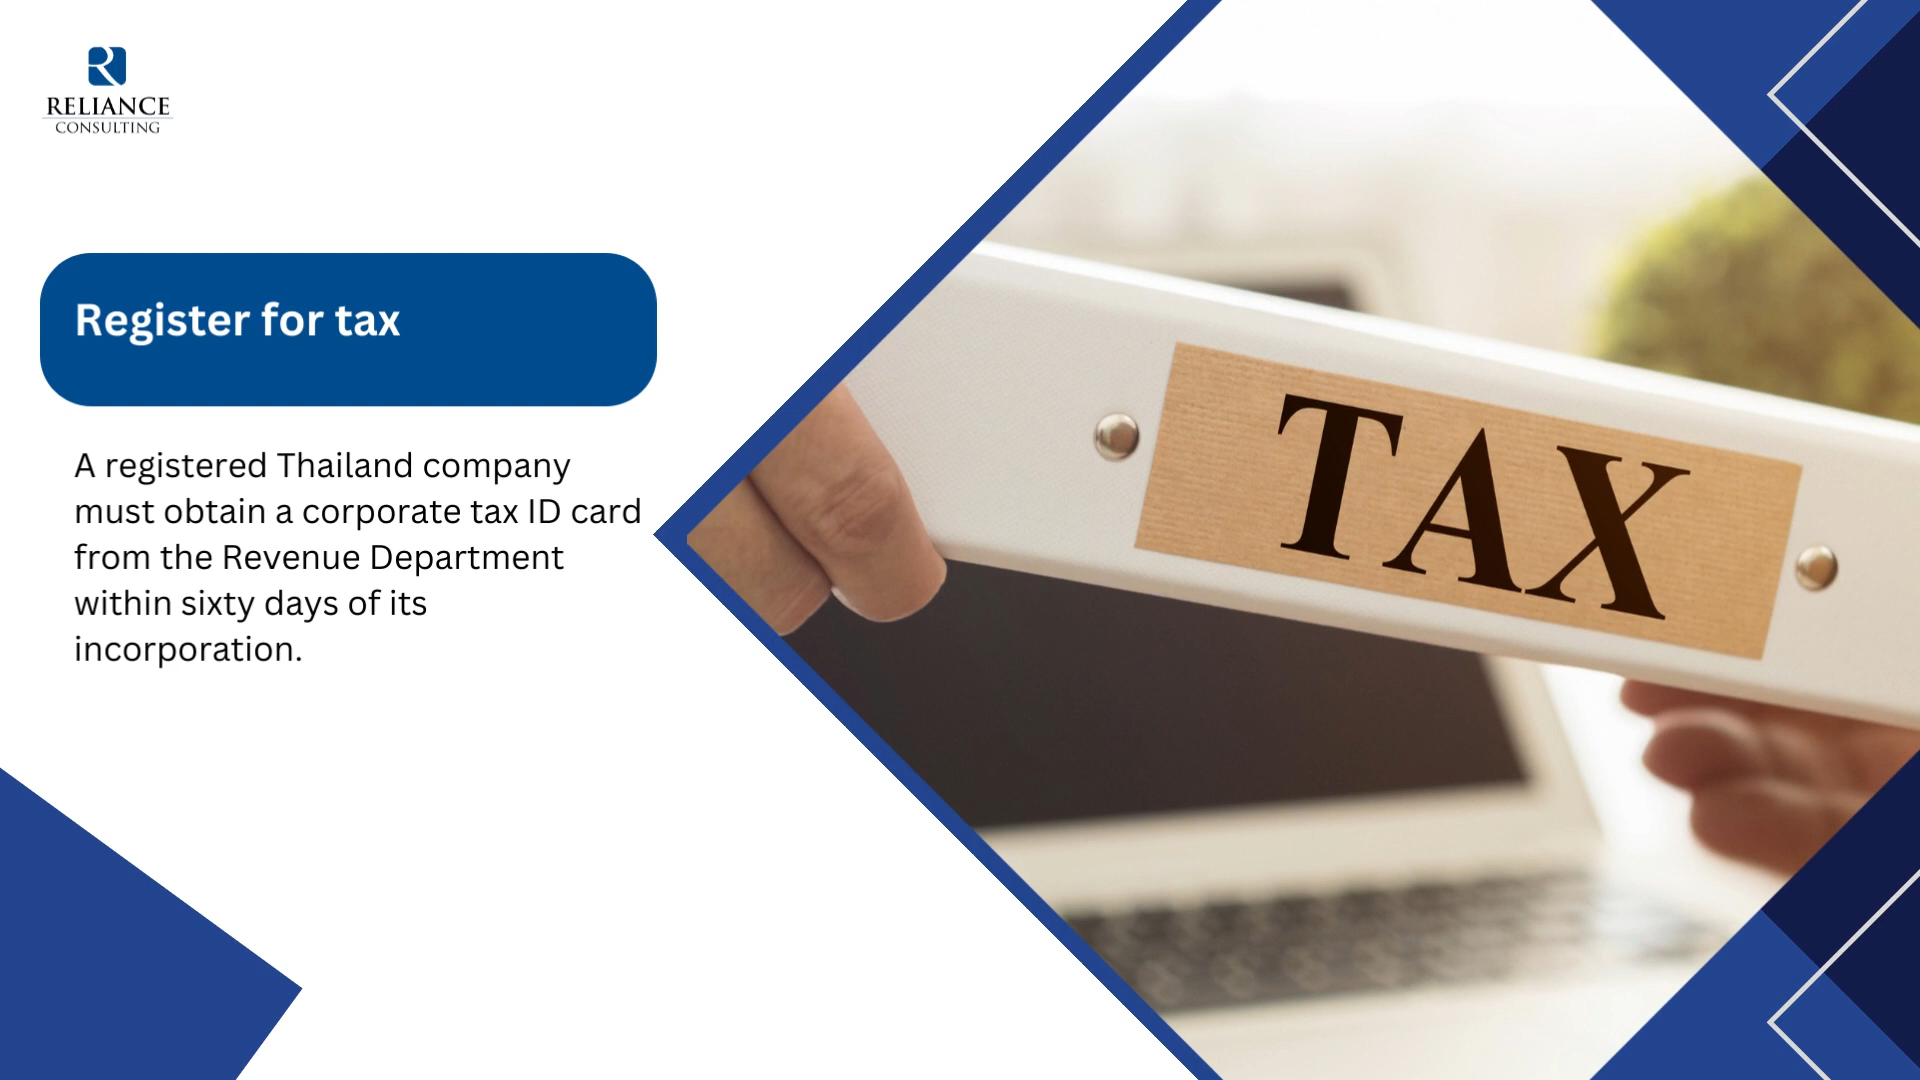 RELIANCE
CONSULTING
Register for tax
A registered Thailand company
must obtain a corporate tax ID card
from the Revenue Department
within sixty days of its
incorporation.
TAX